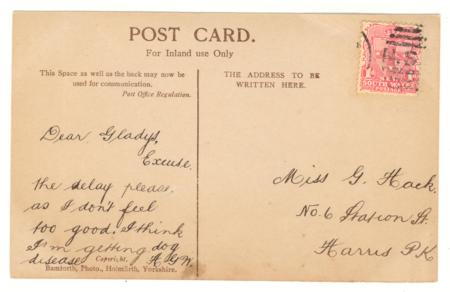 POST CARD.
For Inland use Only
This Space as well as the back may now be
used for communication.
Post Office Regulation.
THE ADDRESS TO BE
WRITTEN HERE.
Dear Gladys,
Excuse
the delay please,
as I don't feel
too good. I think
I'm getting dog
disease
Copyright.
Bamforth, Photo., Holmfirth, Yorkshire.
Miss G. Hack
No. 6 Station St.
Harris PK
SOUTH WALES